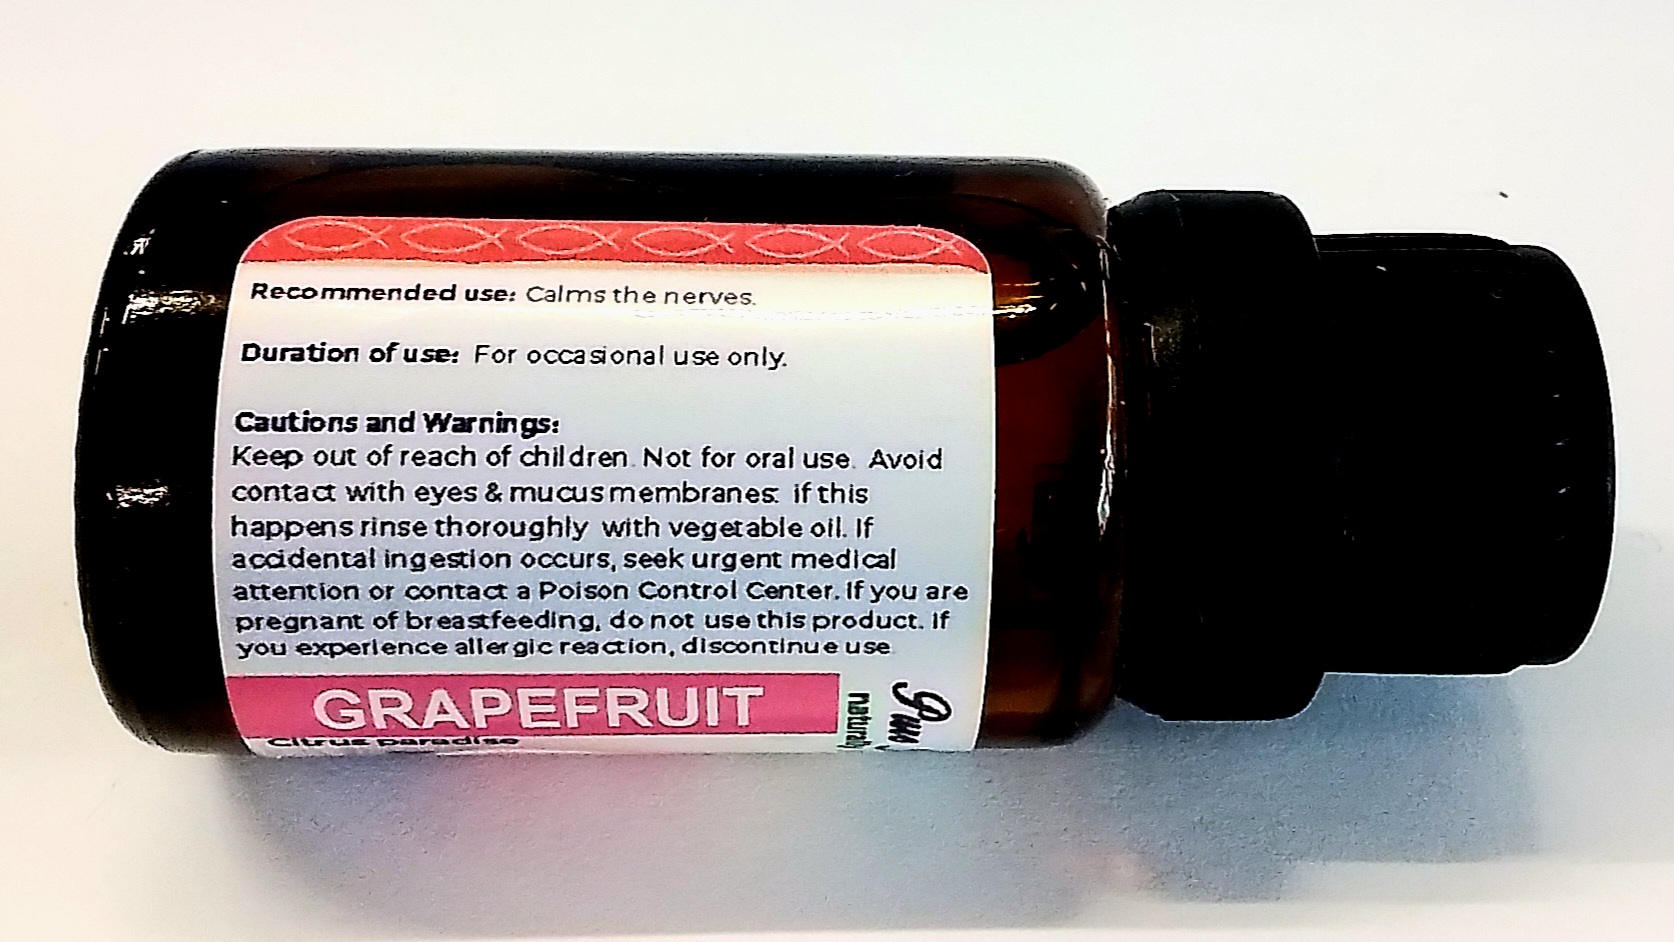 Recommended use: Calms the nerves.
Duration of use: For occasional use only.
Cautions and Warnings:
Keep out of reach of children. Not for oral use. Avoid
contact with eyes & mucus membranes: if this
happens rinse thoroughly with vegetable oil. If
accidental ingestion occurs, seek urgent medical
attention or contact a Poison Control Center. If you are
pregnant of breastfeeding, do not use this product. If
you experience allergic reaction, discontinue use
GRAPEFRUIT
Citrus paradise
naturally